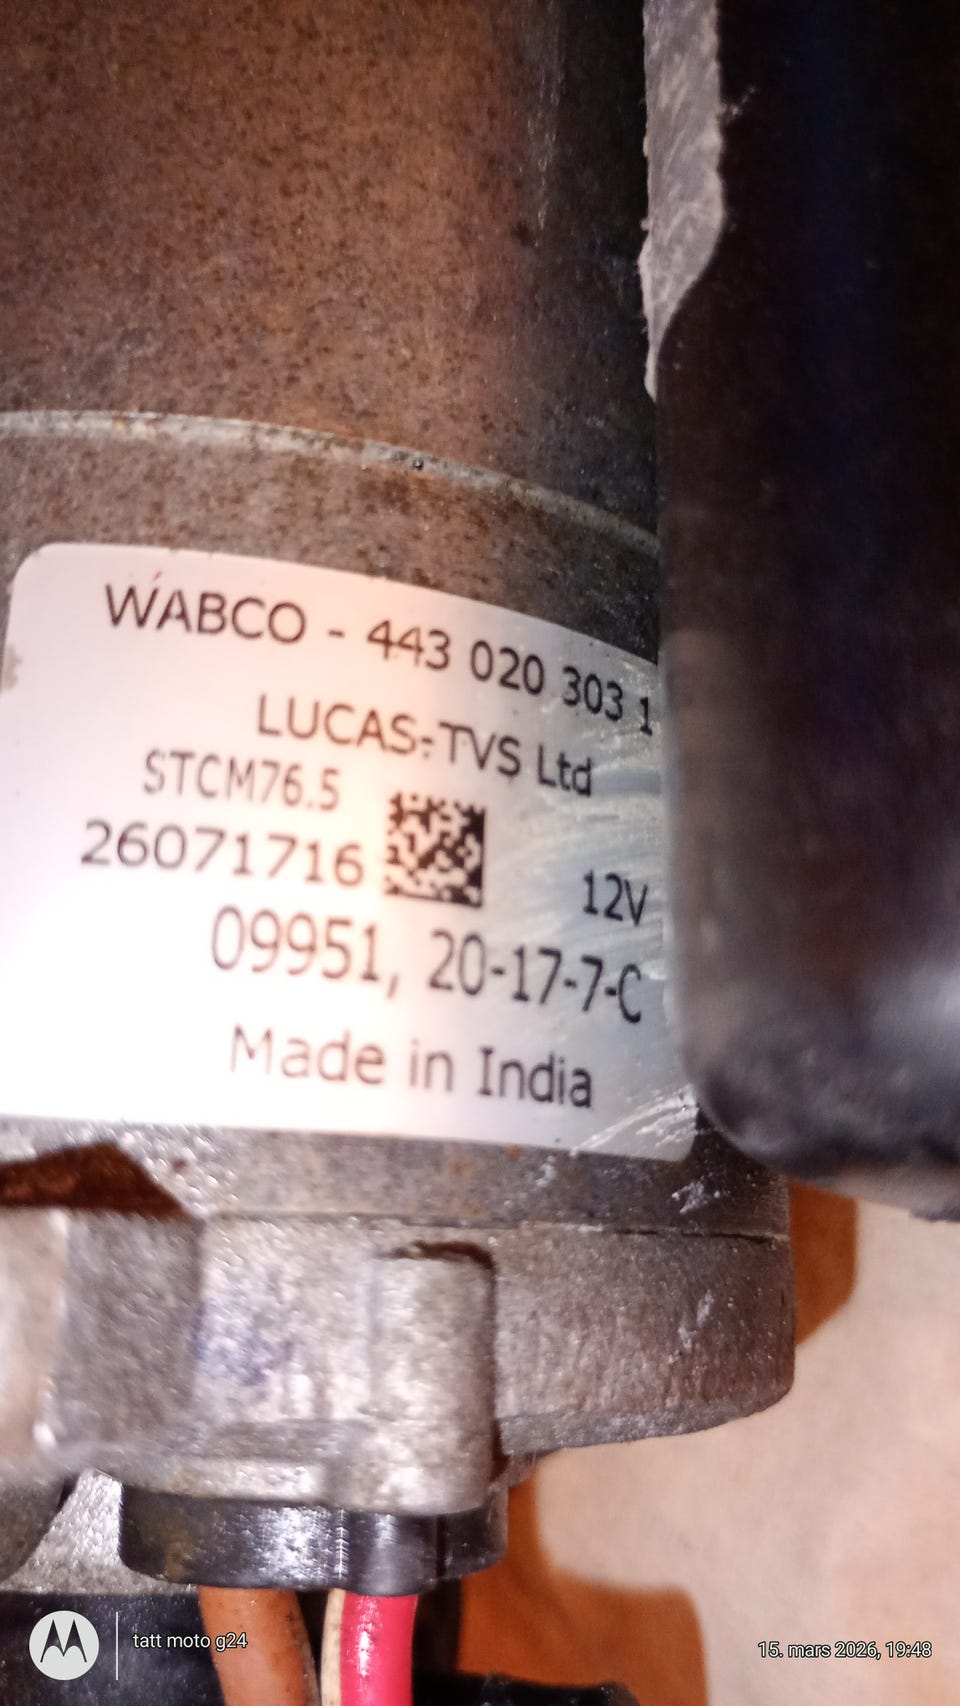 WABCO - 443 020 303 1
LUCAS-TVS Ltd
STCM76.5
26071716
12V
09951, 20-17-7-C
Made in India
tatt moto g24
15. mars 2026, 19:48